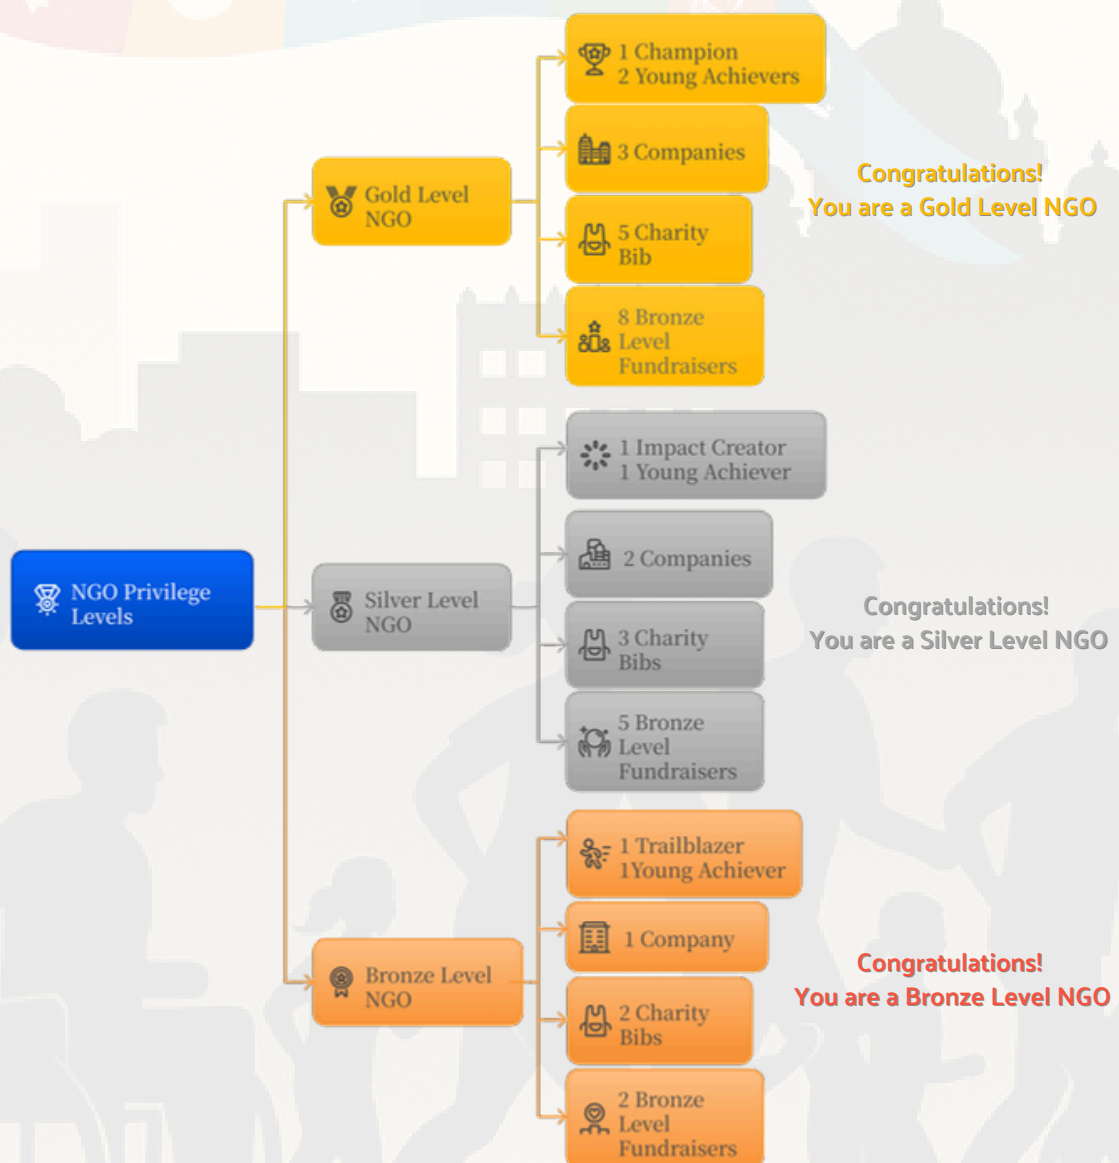 NGO Privilege
Levels
Gold Level
NGO
1 Champion
2 Young Achievers
3 Companies
5 Charity
Bib
8 Bronze
Level
Fundraisers
Congratulations!
You are a Gold Level NGO
Silver Level
NGO
1 Impact Creator
1 Young Achiever
2 Companies
3 Charity
Bibs
5 Bronze
Level
Fundraisers
Congratulations!
You are a Silver Level NGO
Bronze Level
NGO
1 Trailblazer
1Young Achiever
1 Company
2 Charity
Bibs
2 Bronze
Level
Fundraisers
Congratulations!
You are a Bronze Level NGO